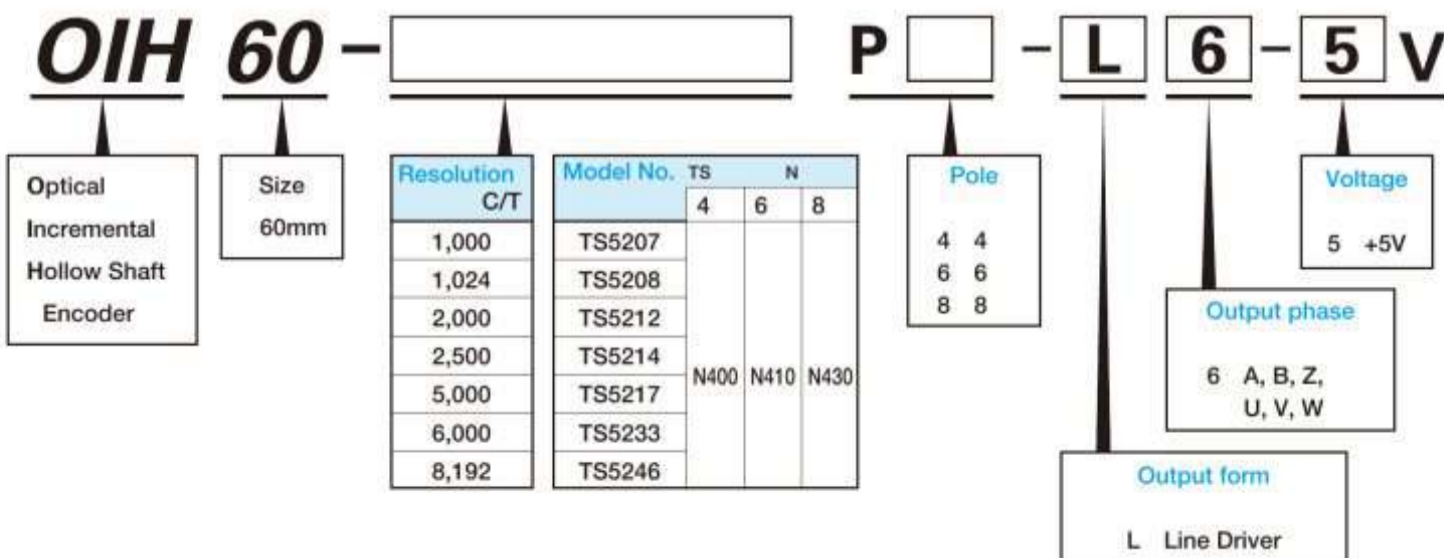 OIH 60 - P - L 6 - 5 V
Optical
Incremental
Hollow Shaft
Encoder
Size
60mm
Resolution
C/T
1,000
1,024
2,000
2,500
5,000
6,000
8,192
Model No. TS N
4 6 8
TS5207
TS5208
TS5212
TS5214
TS5217
TS5233
TS5246
N400 N410 N430
Pole
4 4
6 6
8 8
Voltage
5 +5V
Output phase
6 A, B, Z,
U, V, W
Output form
L Line Driver